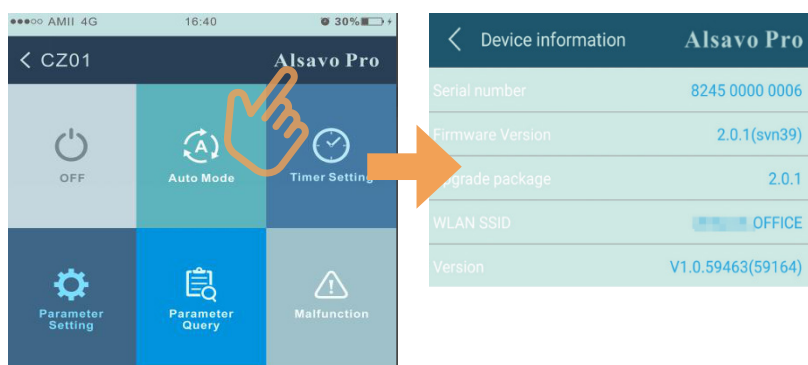 AMII 4G 16:40 30%
CZ01 Alsavo Pro
OFF
Auto Mode
Timer Setting
Parameter
Setting
Parameter
Query
Malfunction
Device information Alsavo Pro
Serial number 8245 0000 0006
Firmware Version 2.0.1(svn39)
package 2.0.1
WLAN SSID OFFICE
Version V1.0.59463(59164)